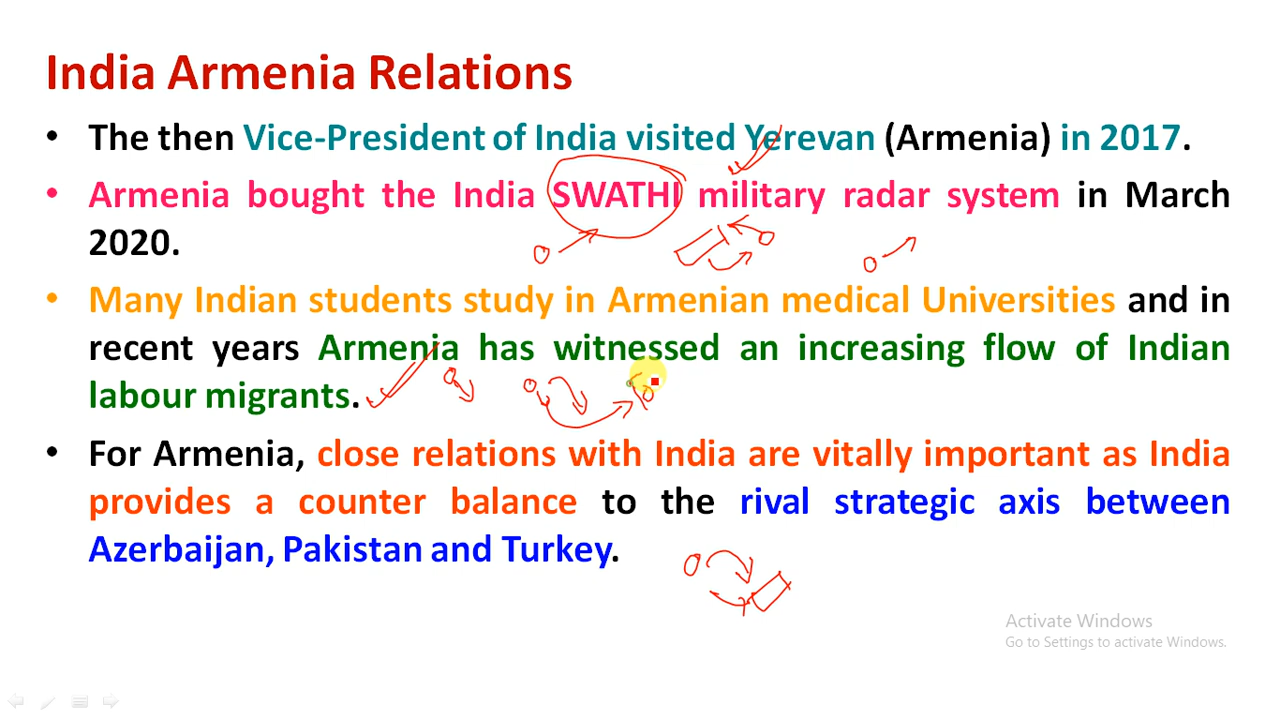 India Armenia Relations
• The then Vice-President of India visited Yerevan (Armenia) in 2017.
• Armenia bought the India SWATHI military radar system in March
2020.
• Many Indian students study in Armenian medical Universities and in
recent years Armenia has witnessed an increasing flow of Indian
labour migrants.
• For Armenia, close relations with India are vitally important as India
provides a counter balance to the rival strategic axis between
Azerbaijan, Pakistan and Turkey.
Activate Windows
Go to Settings to activate Windows.